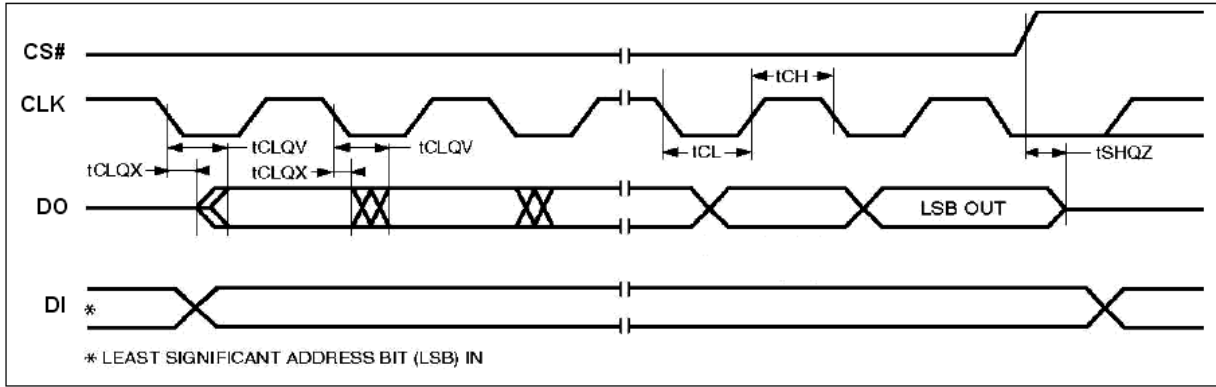 CS#
CLK
tCH
tCLQV
tCLQV
tCL
tCLQX
tCLQX
tSHQZ
DO
LSB OUT
DI
*
* LEAST SIGNIFICANT ADDRESS BIT (LSB) IN